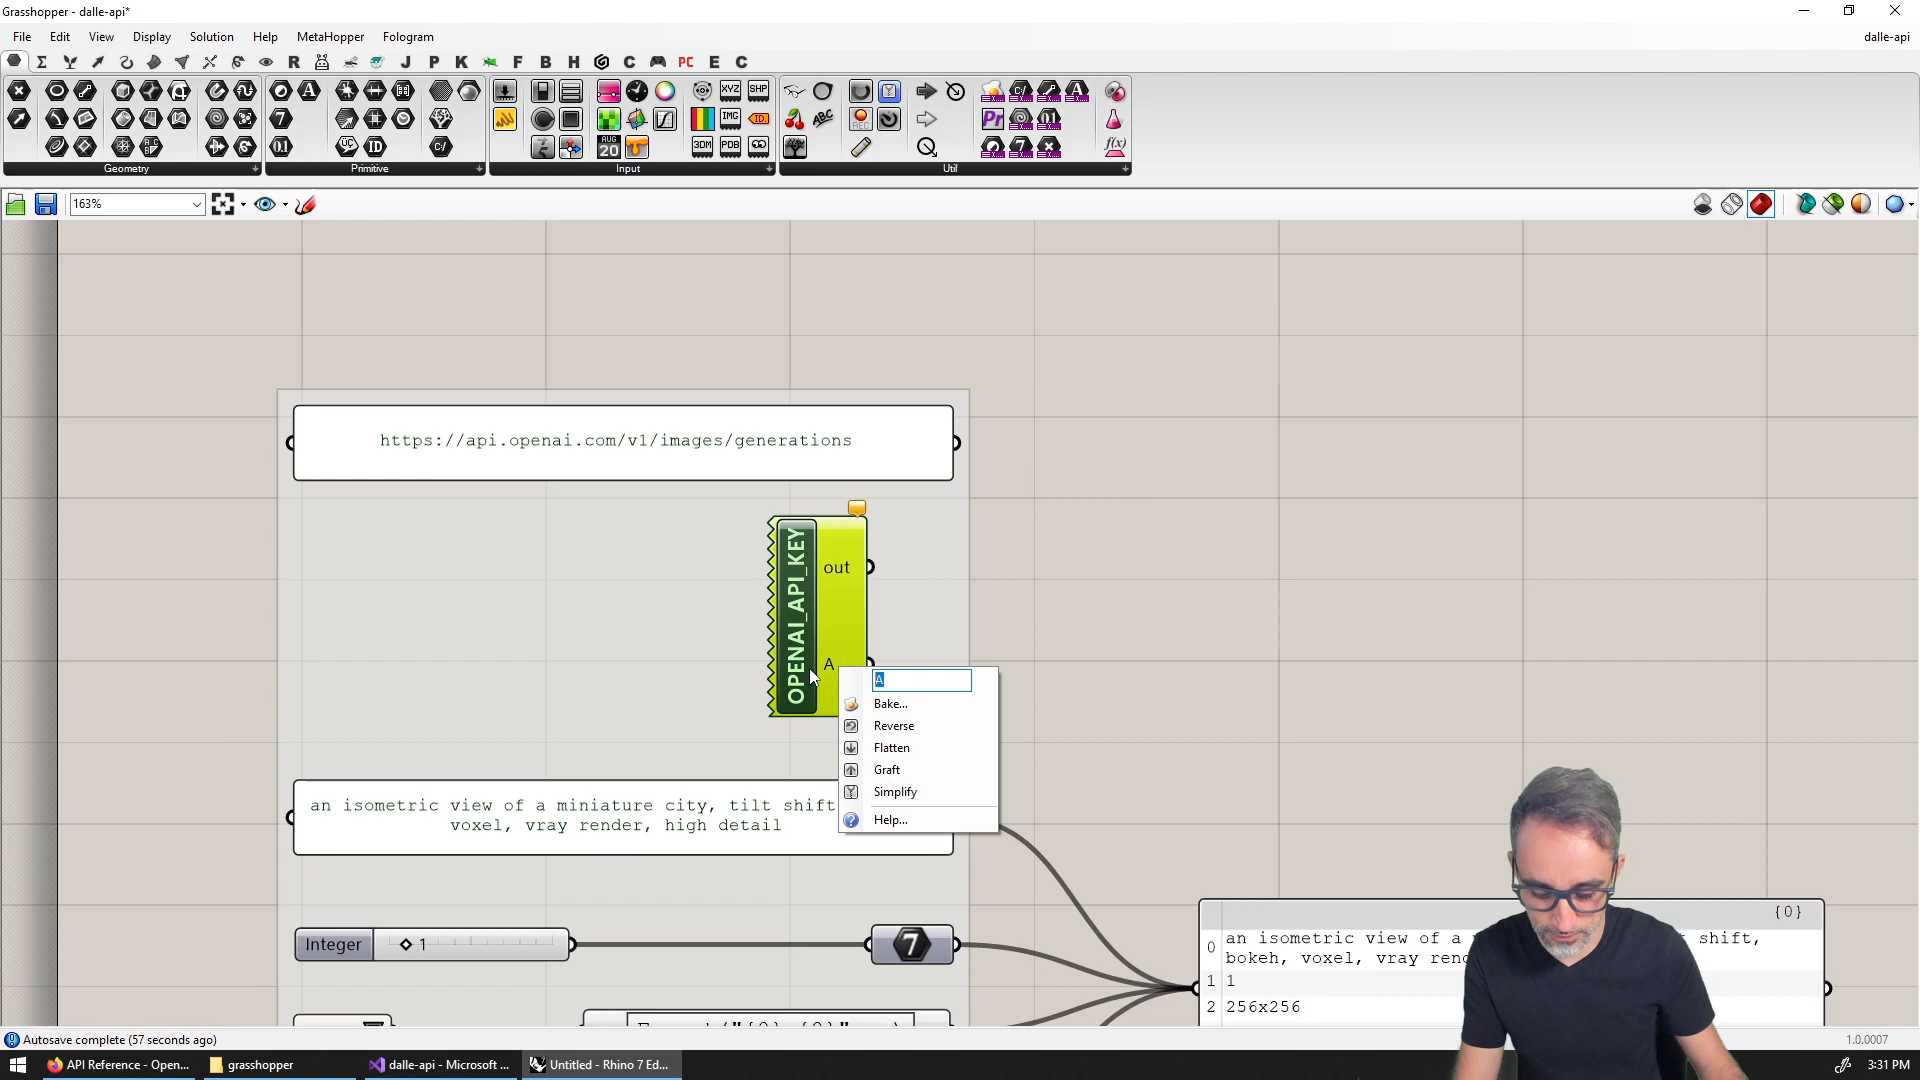 Grasshopper - dalle-api*
File Edit View Display Solution Help MetaHopper Fologram
dalle-api
R J P K F B H C PC E C
Geometry
Primitive
Input
Util
163%
https://api.openai.com/v1/images/generations
OPENAI_API_KEY
out
A
A
Bake...
Reverse
Flatten
Graft
Simplify
Help...
an isometric view of a miniature city, tilt shift
voxel, vray render, high detail
Integer
1
7
{0}
0 an isometric view of a
shift,
bokeh, voxel, vray
1 1
2 256x256
Autosave complete (57 seconds ago)
1.0.0007
API Reference - Open...
grasshopper
dalle-api - Microsoft ...
Untitled - Rhino 7 Ed...
3:31 PM